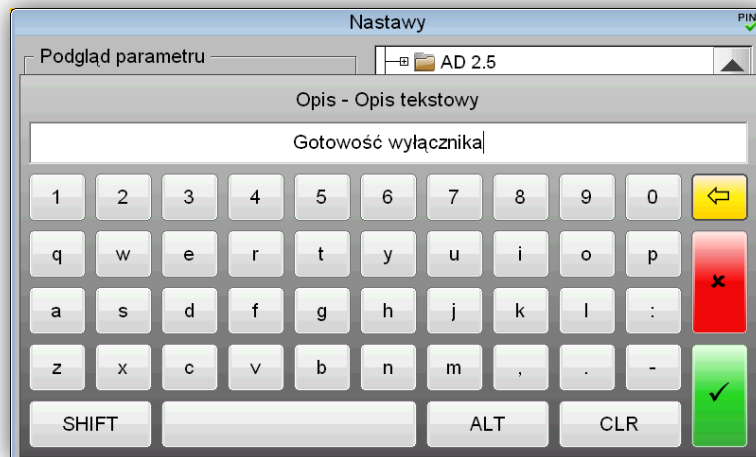 Nastawy
PIN
Podgląd parametru
AD 2.5
Opis - Opis tekstowy
Gotowość wyłącznika
1 2 3 4 5 6 7 8 9 0
q w e r t y u i o p
a s d f g h j k l :
z x c v b n m , . -
SHIFT ALT CLR